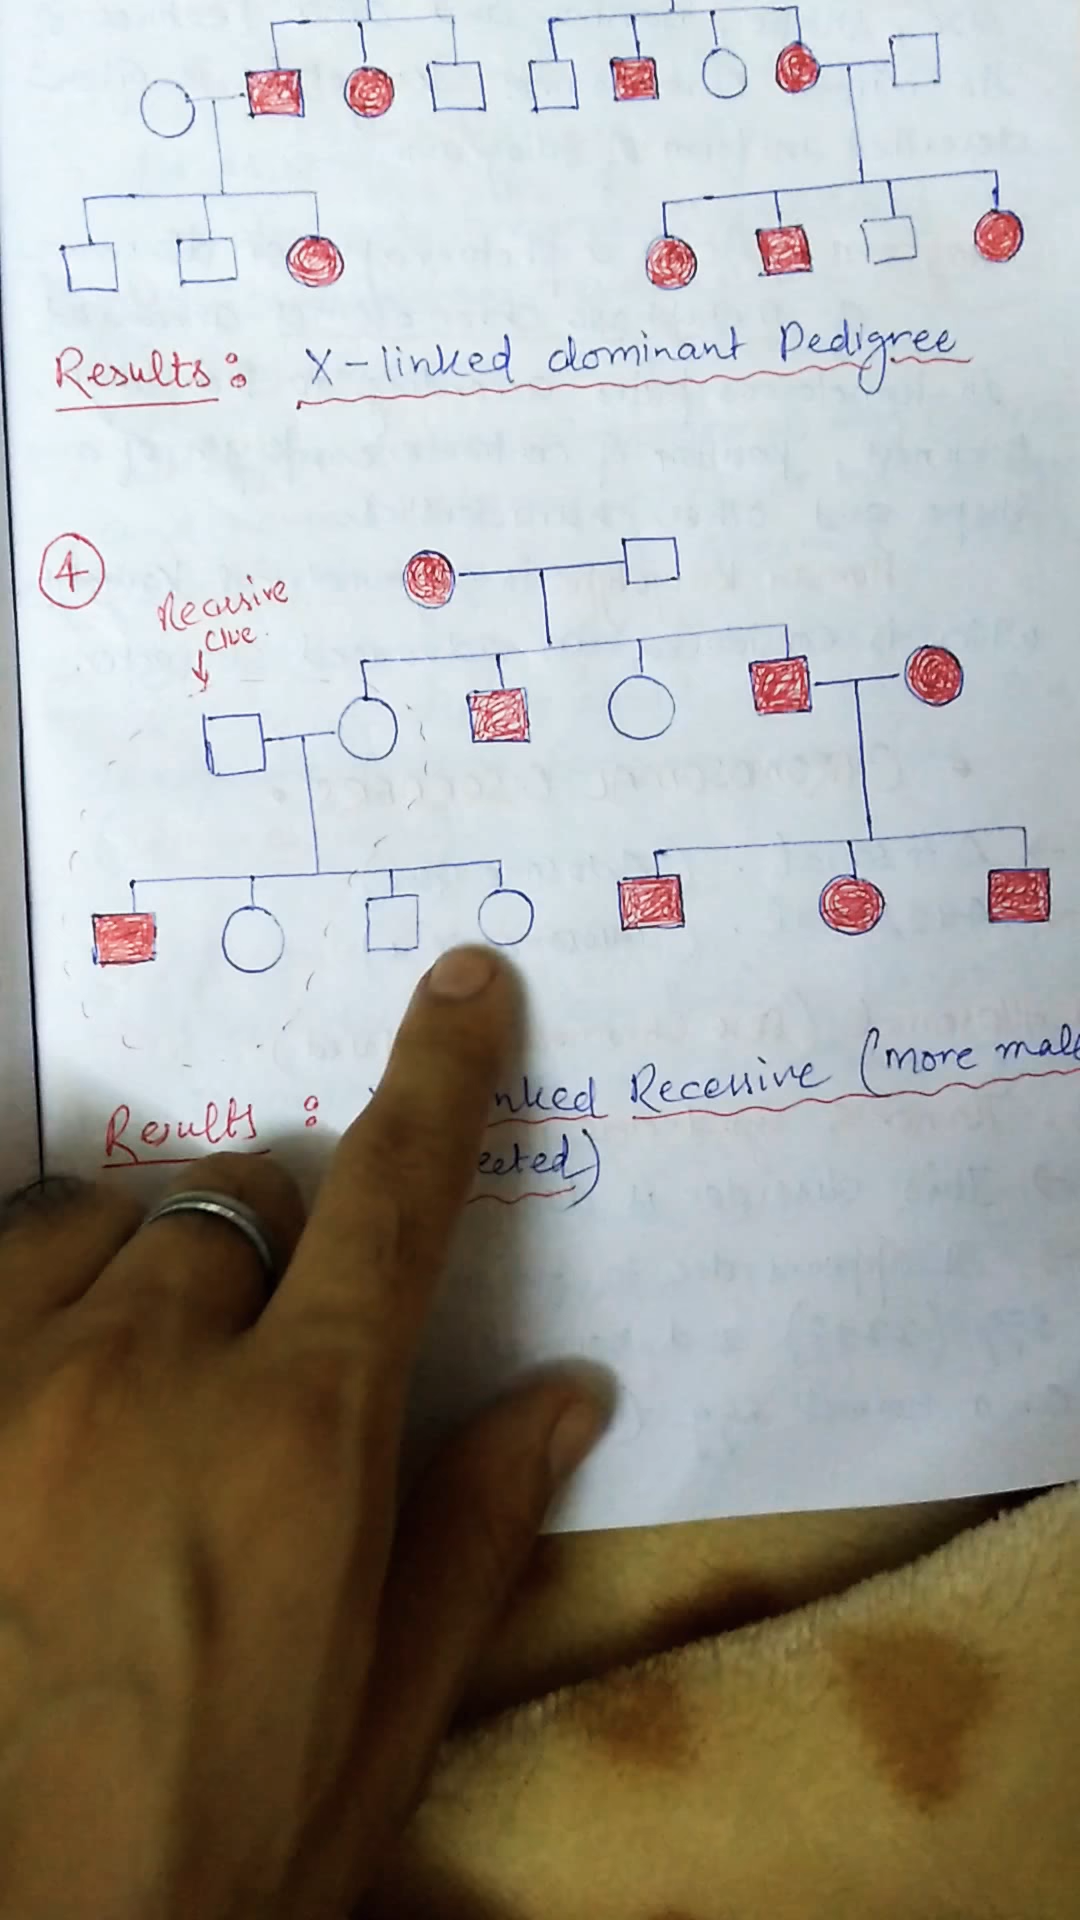 Results: X-linked dominant Pedigree
4
Recessive
clue.
Results: nked Recessive (more male
ected)